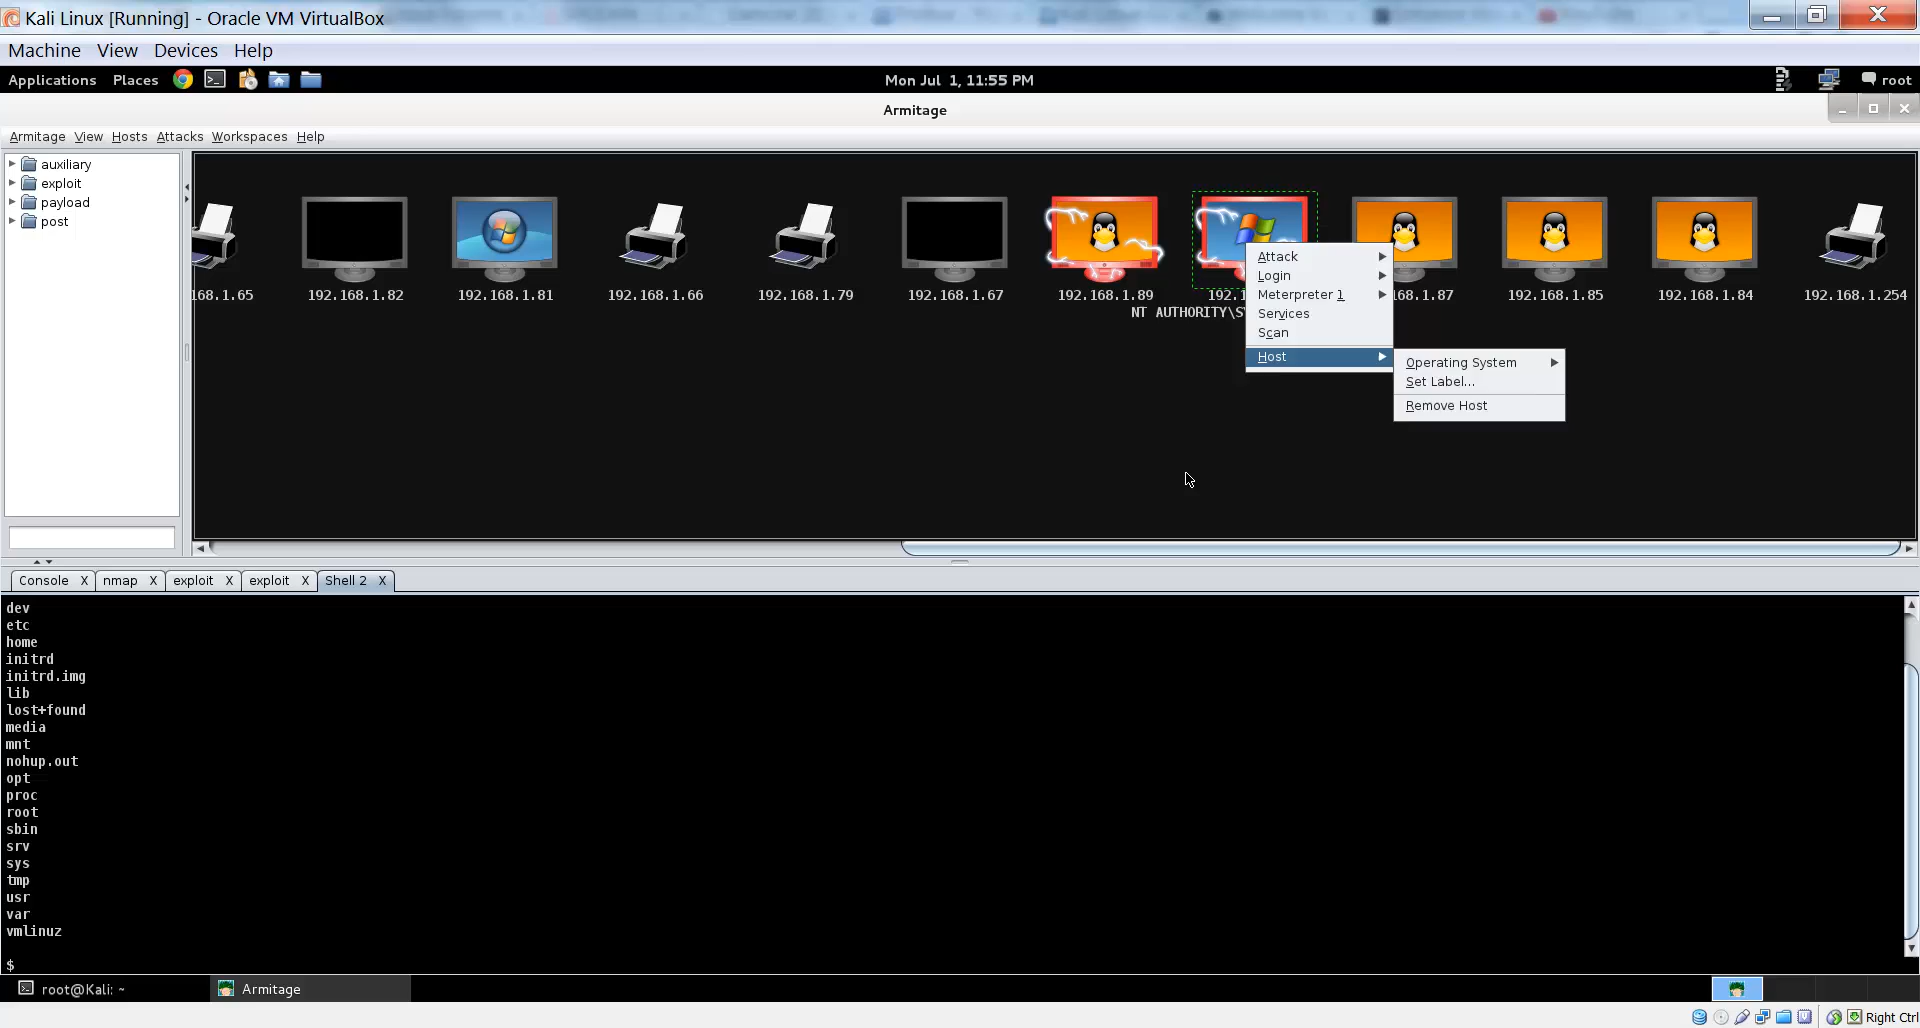 Kali Linux [Running] - Oracle VM VirtualBox
Machine View Devices Help
Applications Places Mon Jul 1, 11:55 PM root
Armitage
Armitage View Hosts Attacks Workspaces Help
auxiliary
exploit
payload
post
168.1.65 192.168.1.82 192.168.1.81 192.168.1.66 192.168.1.79 192.168.1.67 192.168.1.89 192.1 168.1.87 192.168.1.85 192.168.1.84 192.168.1.254
NT AUTHORITY\S
Attack
Login
Meterpreter 1
Services
Scan
Host
Operating System
Set Label...
Remove Host
Console X nmap X exploit X exploit X Shell 2 X
dev
etc
home
initrd
initrd.img
lib
lost+found
media
mnt
nohup.out
opt
proc
root
sbin
srv
sys
tmp
usr
var
vmlinuz
$
root@Kali: ~ Armitage
Right Ctrl